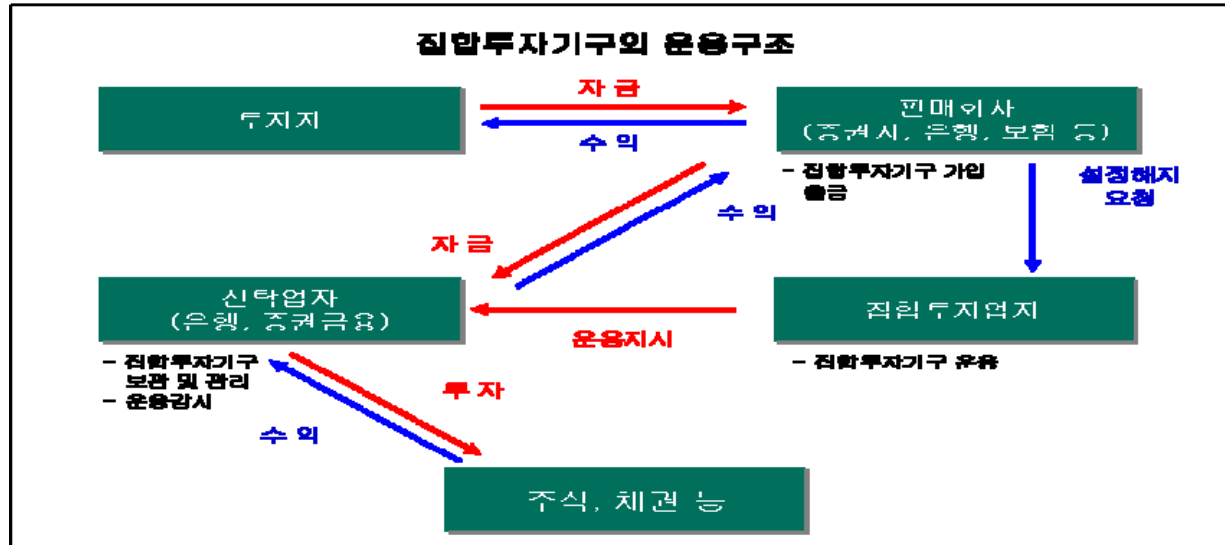 집합투자기구의 운용구조
투자자
자 금
수 익
판매회사
(증권사, 은행, 보험 등)
- 집합투자기구 가입
출금
설정해지
요청
자 금
수 익
신탁업자
(은행, 증권금융)
- 집합투자기구
보관 및 관리
- 운용감시
운용지시
집합투자업자
- 집합투자기구 운용
투 자
수 익
주식, 채권 등